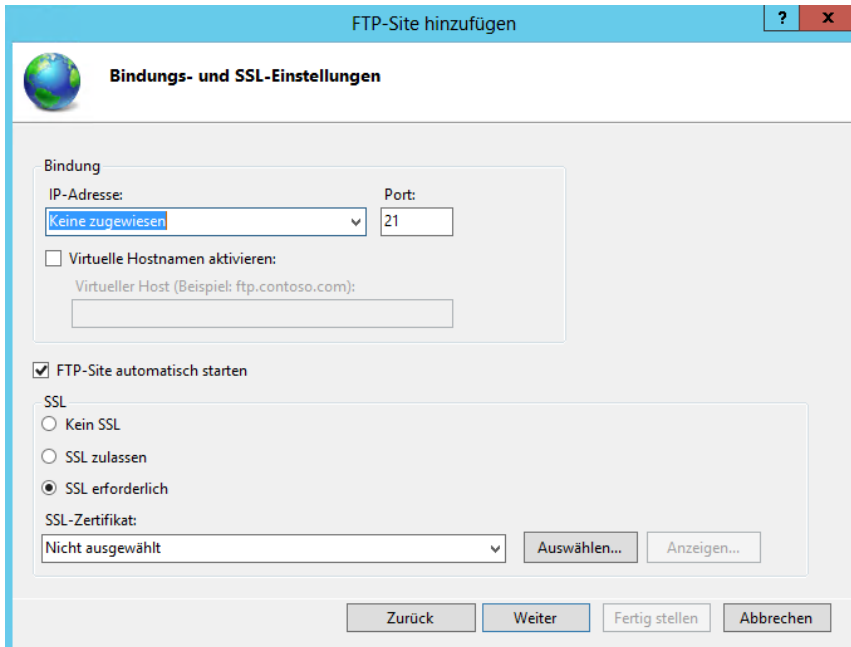 FTP-Site hinzufügen
? x
Bindungs- und SSL-Einstellungen
Bindung
IP-Adresse: Port:
Keine zugewiesen 21
Virtuelle Hostnamen aktivieren:
Virtueller Host (Beispiel: ftp.contoso.com):
FTP-Site automatisch starten
SSL
Kein SSL
SSL zulassen
SSL erforderlich
SSL-Zertifikat:
Nicht ausgewählt Auswählen... Anzeigen...
Zurück Weiter Fertig stellen Abbrechen